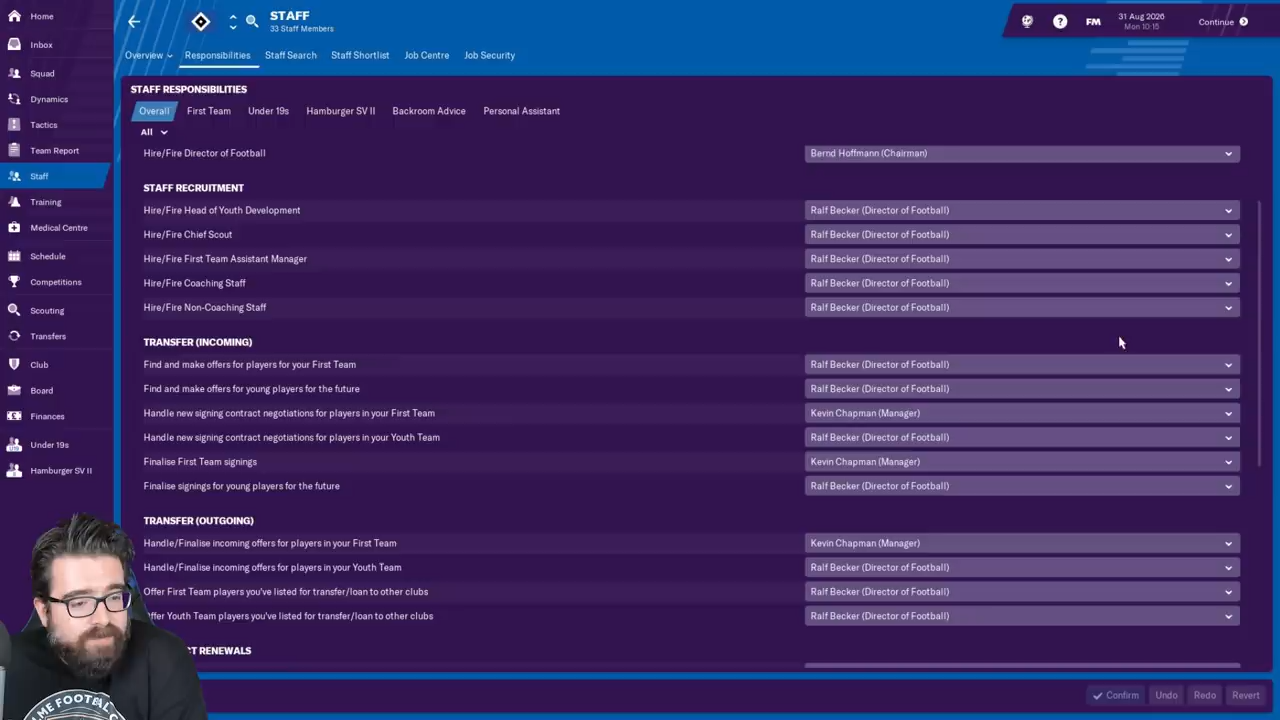 Home
Inbox
Squad
Dynamics
Tactics
Team Report
Staff
Training
Medical Centre
Schedule
Competitions
Scouting
Transfers
Club
Board
Finances
Under 19s
Hamburger SV II
STAFF
33 Staff Members
FM
31 Aug 2026
Mon 10:15
Continue
Overview
Responsibilities
Staff Search
Staff Shortlist
Job Centre
Job Security
STAFF RESPONSIBILITIES
Overall
First Team
Under 19s
Hamburger SV II
Backroom Advice
Personal Assistant
All
Hire/Fire Director of Football Bernd Hoffmann (Chairman)
STAFF RECRUITMENT
Hire/Fire Head of Youth Development Ralf Becker (Director of Football)
Hire/Fire Chief Scout Ralf Becker (Director of Football)
Hire/Fire First Team Assistant Manager Ralf Becker (Director of Football)
Hire/Fire Coaching Staff Ralf Becker (Director of Football)
Hire/Fire Non-Coaching Staff Ralf Becker (Director of Football)
TRANSFER (INCOMING)
Find and make offers for players for your First Team Ralf Becker (Director of Football)
Find and make offers for young players for the future Ralf Becker (Director of Football)
Handle new signing contract negotiations for players in your First Team Kevin Chapman (Manager)
Handle new signing contract negotiations for players in your Youth Team Ralf Becker (Director of Football)
Finalise First Team signings Kevin Chapman (Manager)
Finalise signings for young players for the future Ralf Becker (Director of Football)
TRANSFER (OUTGOING)
Handle/Finalise incoming offers for players in your First Team Kevin Chapman (Manager)
Handle/Finalise incoming offers for players in your Youth Team Ralf Becker (Director of Football)
Offer First Team players you've listed for transfer/loan to other clubs Ralf Becker (Director of Football)
Offer Youth Team players you've listed for transfer/loan to other clubs Ralf Becker (Director of Football)
CT RENEWALS
Confirm
Undo
Redo
Revert